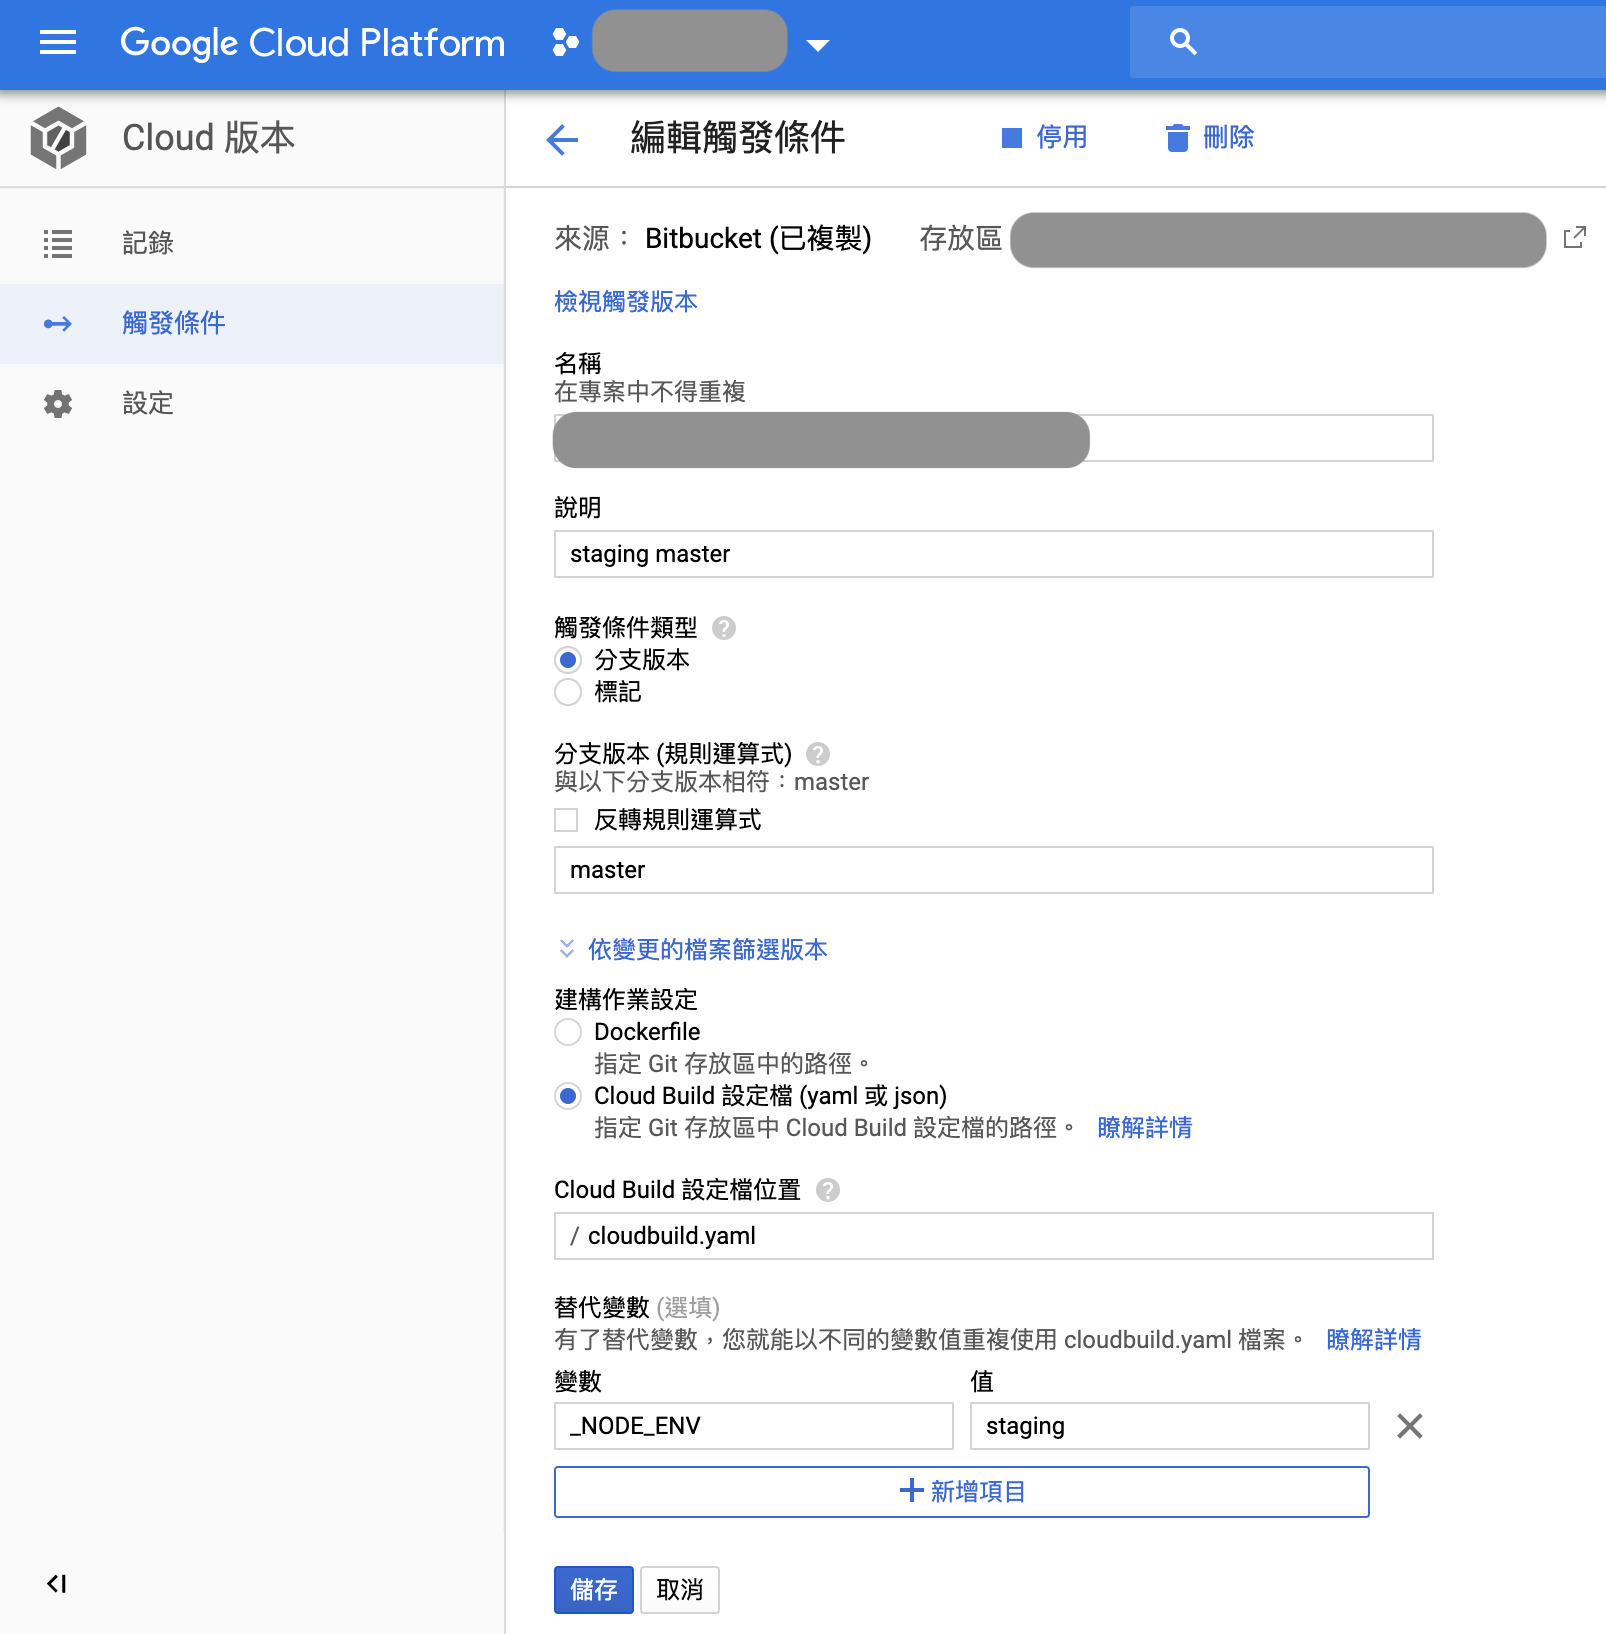 Google Cloud Platform
Cloud 版本
編輯觸發條件
停用
刪除
記錄
觸發條件
設定
來源： Bitbucket (已複製) 存放區
檢視觸發版本
名稱
在專案中不得重複
說明
staging master
觸發條件類型 ?
分支版本
標記
分支版本 (規則運算式) ?
與以下分支版本相符：master
反轉規則運算式
master
依變更的檔案篩選版本
建構作業設定
Dockerfile
指定 Git 存放區中的路徑。
Cloud Build 設定檔 (yaml 或 json)
指定 Git 存放區中 Cloud Build 設定檔的路徑。 瞭解詳情
Cloud Build 設定檔位置 ?
/ cloudbuild.yaml
替代變數 (選填)
有了替代變數，您就能以不同的變數值重複使用 cloudbuild.yaml 檔案。 瞭解詳情
變數 值
_NODE_ENV staging
新增項目
儲存 取消